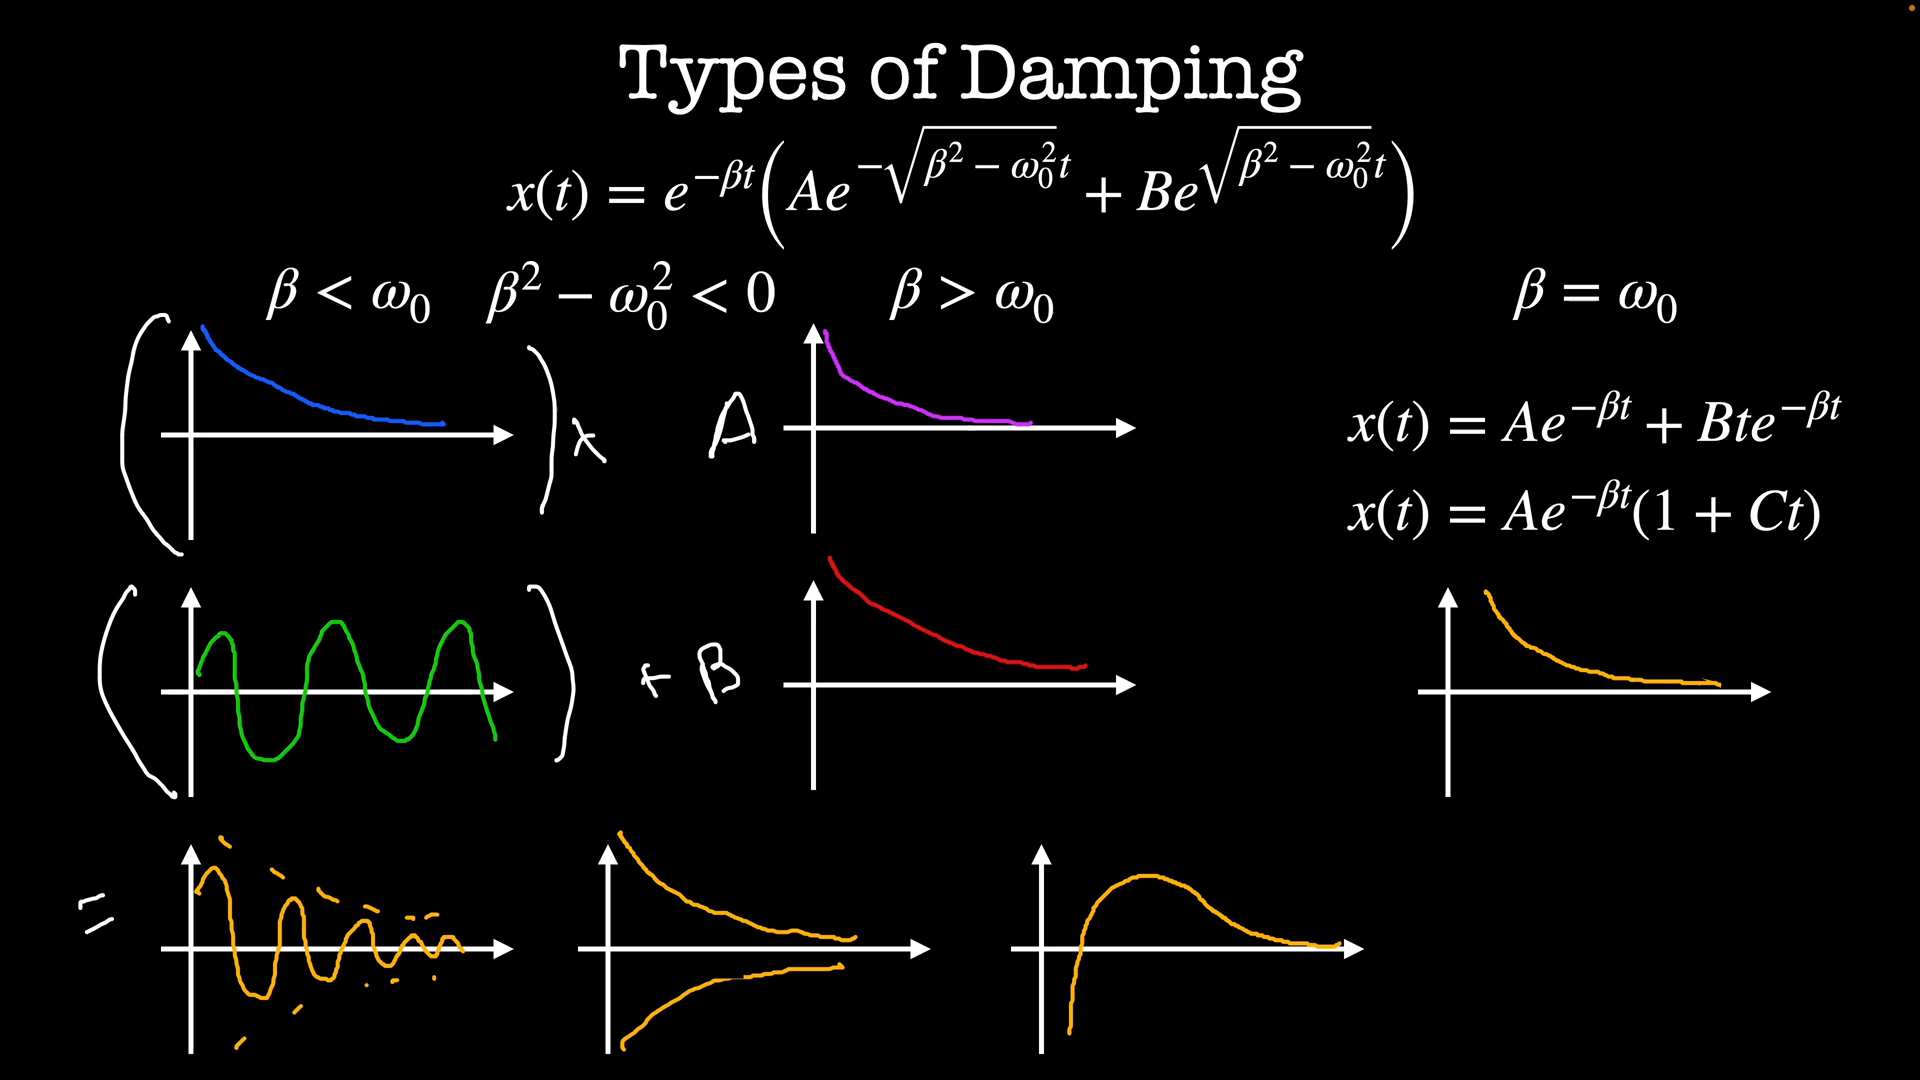 Types of Damping
x(t) = e^{-βt}(Ae^{-√(β² − ω₀²)t} + Be^{√(β² − ω₀²)t})
β < ω₀ β² − ω₀² < 0 β > ω₀ β = ω₀
x A
x(t) = Ae^{−βt} + Bte^{−βt}
x(t) = Ae^{−βt}(1 + Ct)
+ B
=